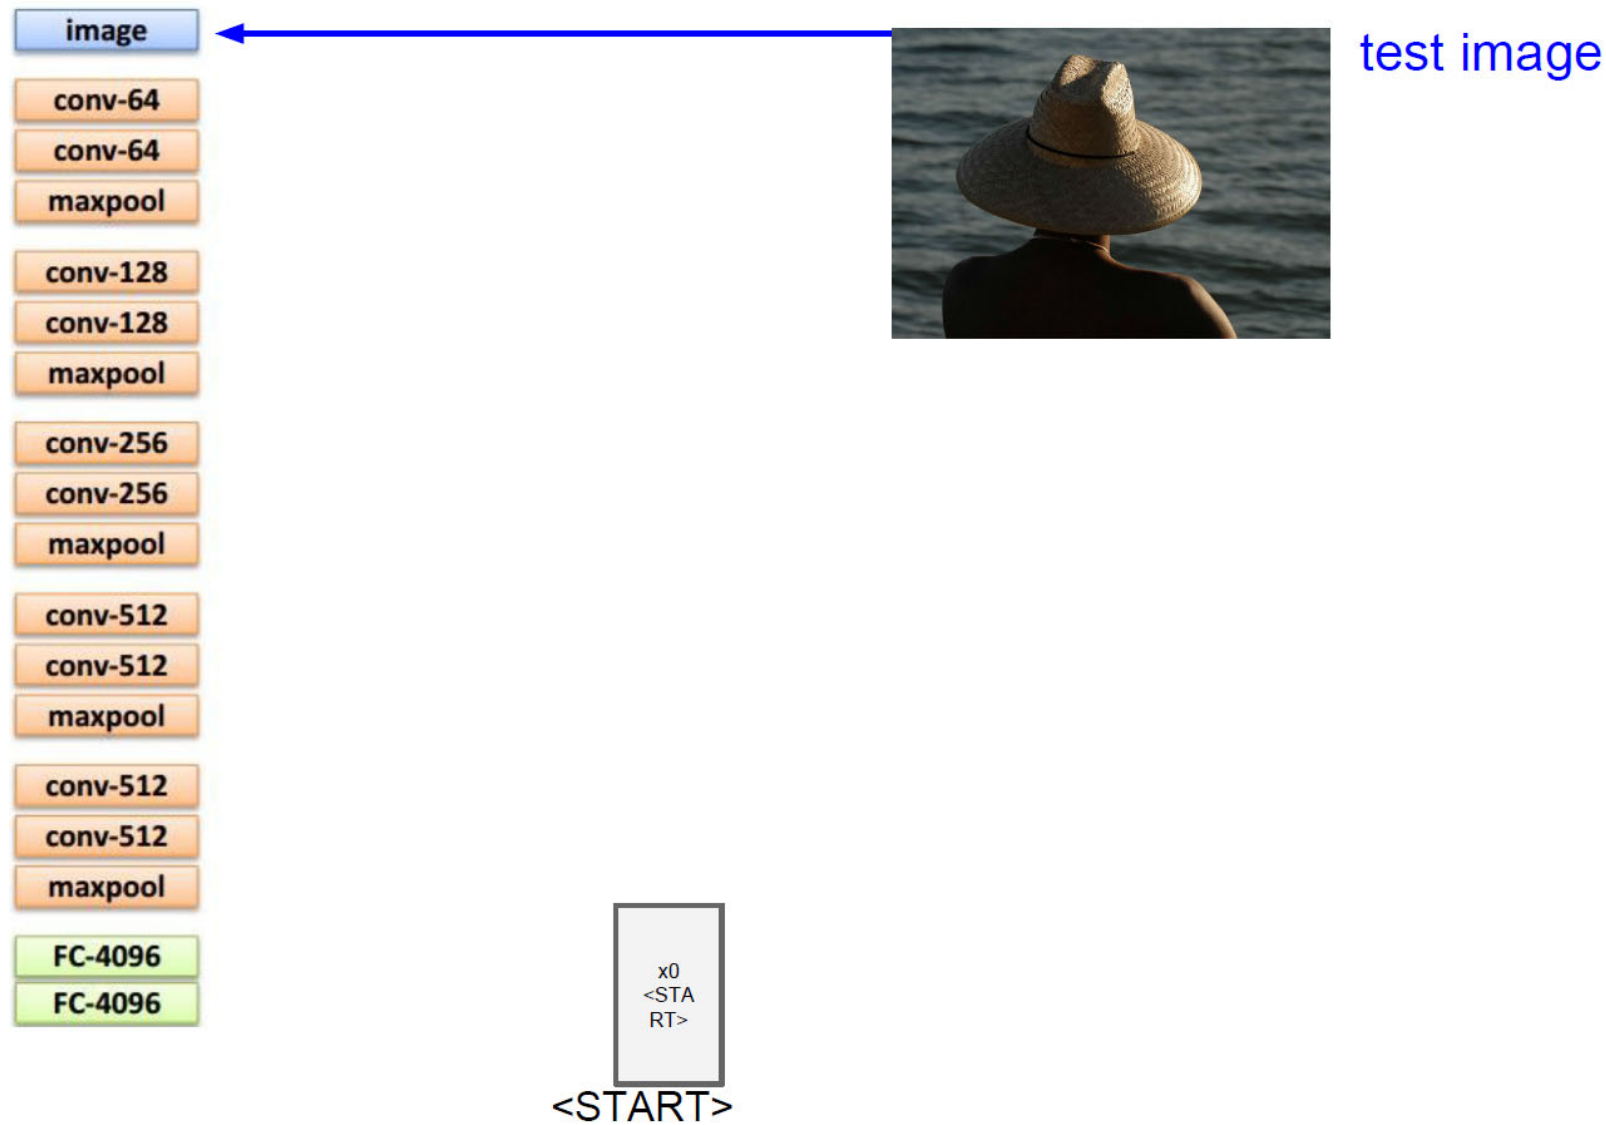 image
test image
conv-64
conv-64
maxpool
conv-128
conv-128
maxpool
conv-256
conv-256
maxpool
conv-512
conv-512
maxpool
conv-512
conv-512
maxpool
FC-4096
FC-4096
x0
<STA
RT>
<START>